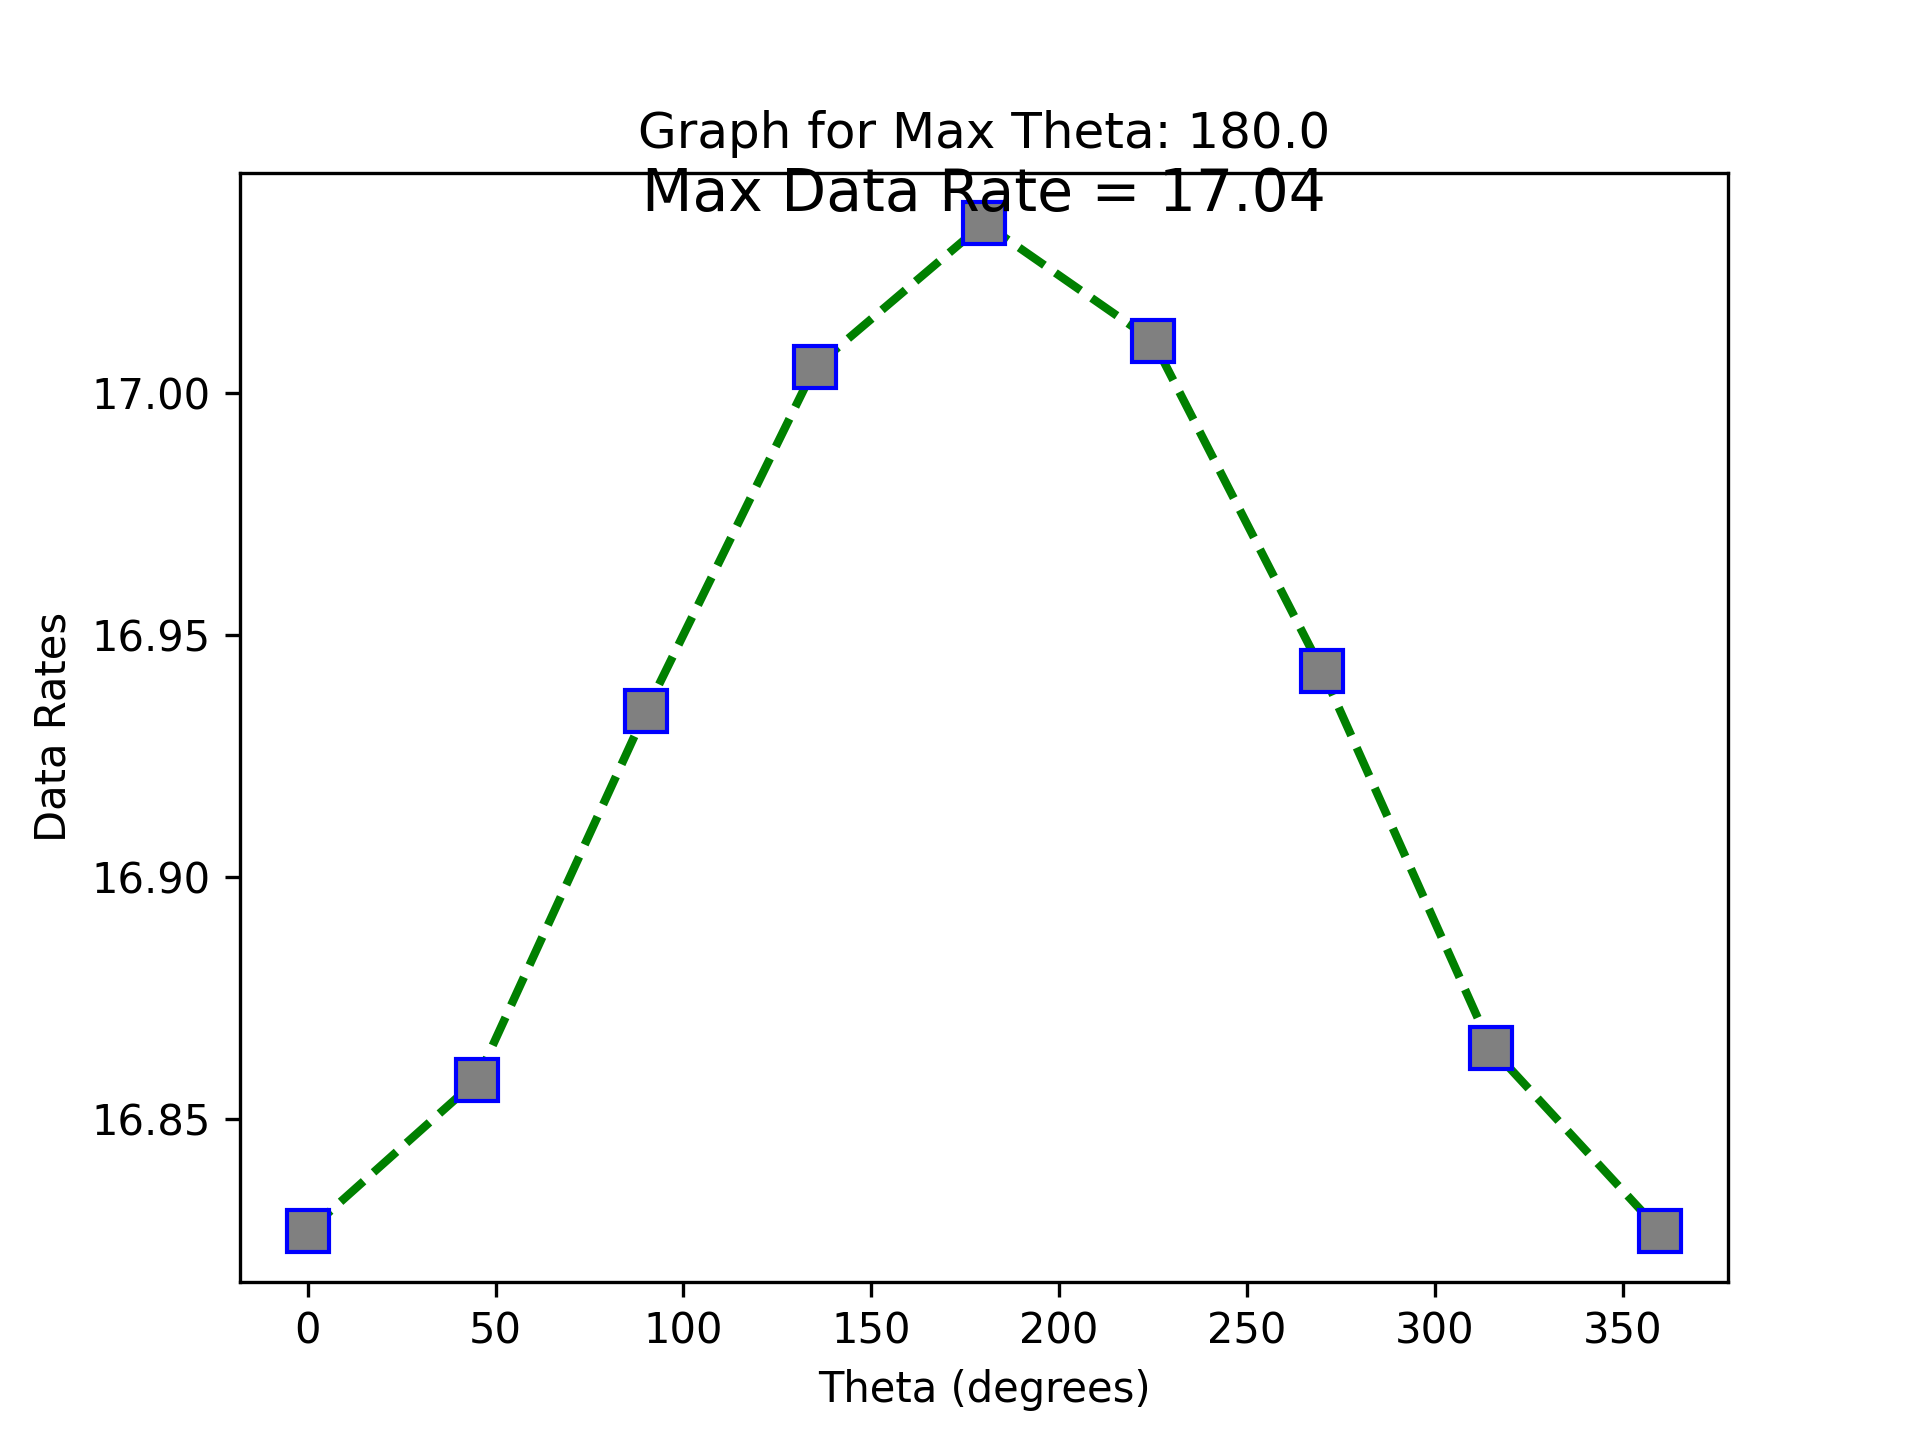 Graph for Max Theta: 180.0
Max Data Rate = 17.04
17.00
16.95
16.90
16.85
Data Rates
0 50 100 150 200 250 300 350
Theta (degrees)